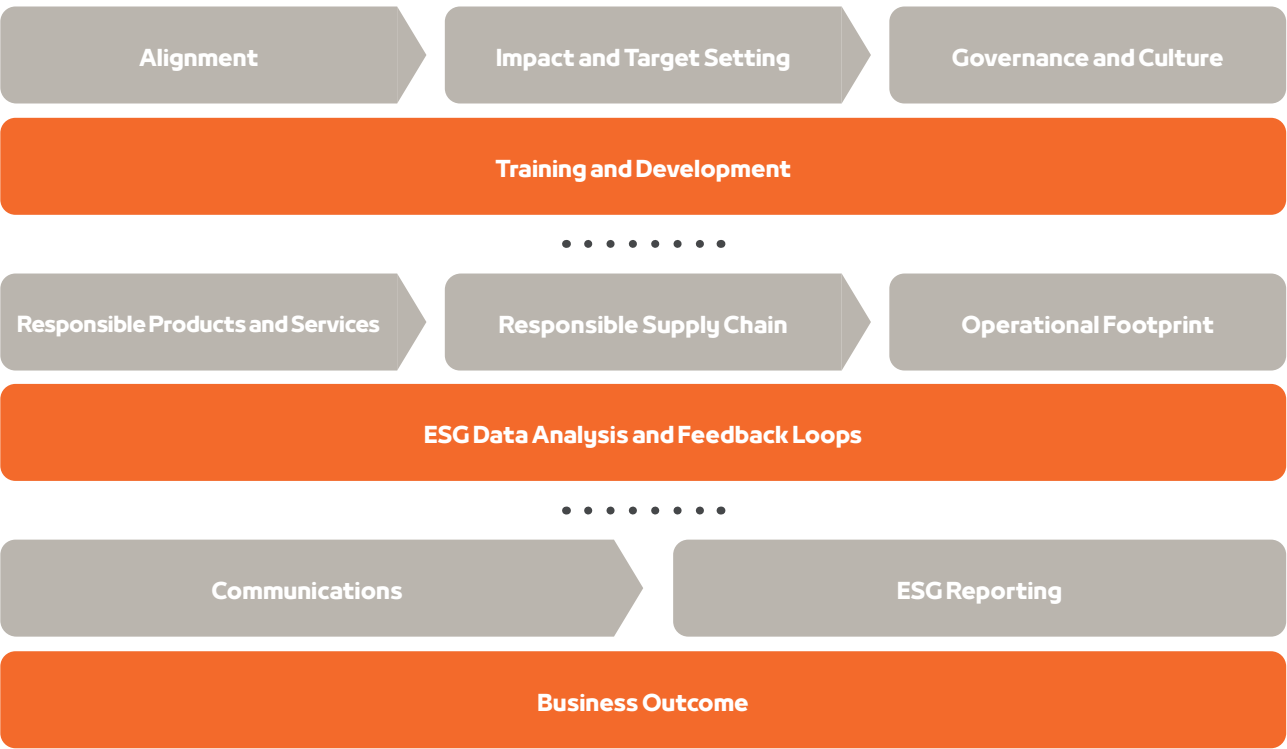 Alignment
Impact and Target Setting
Governance and Culture
Training and Development
Responsible Products and Services
Responsible Supply Chain
Operational Footprint
ESG Data Analysis and Feedback Loops
Communications
ESG Reporting
Business Outcome